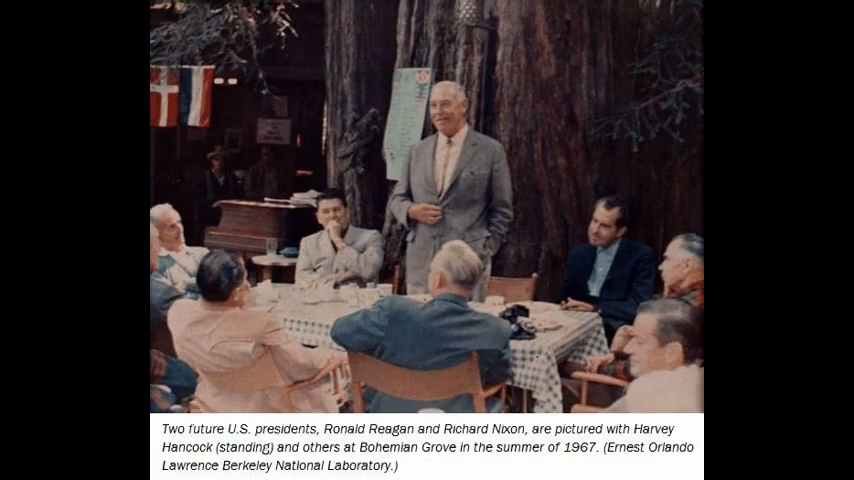 Two future U.S. presidents, Ronald Reagan and Richard Nixon, are pictured with Harvey
Hancock (standing) and others at Bohemian Grove in the summer of 1967. (Ernest Orlando
Lawrence Berkeley National Laboratory.)